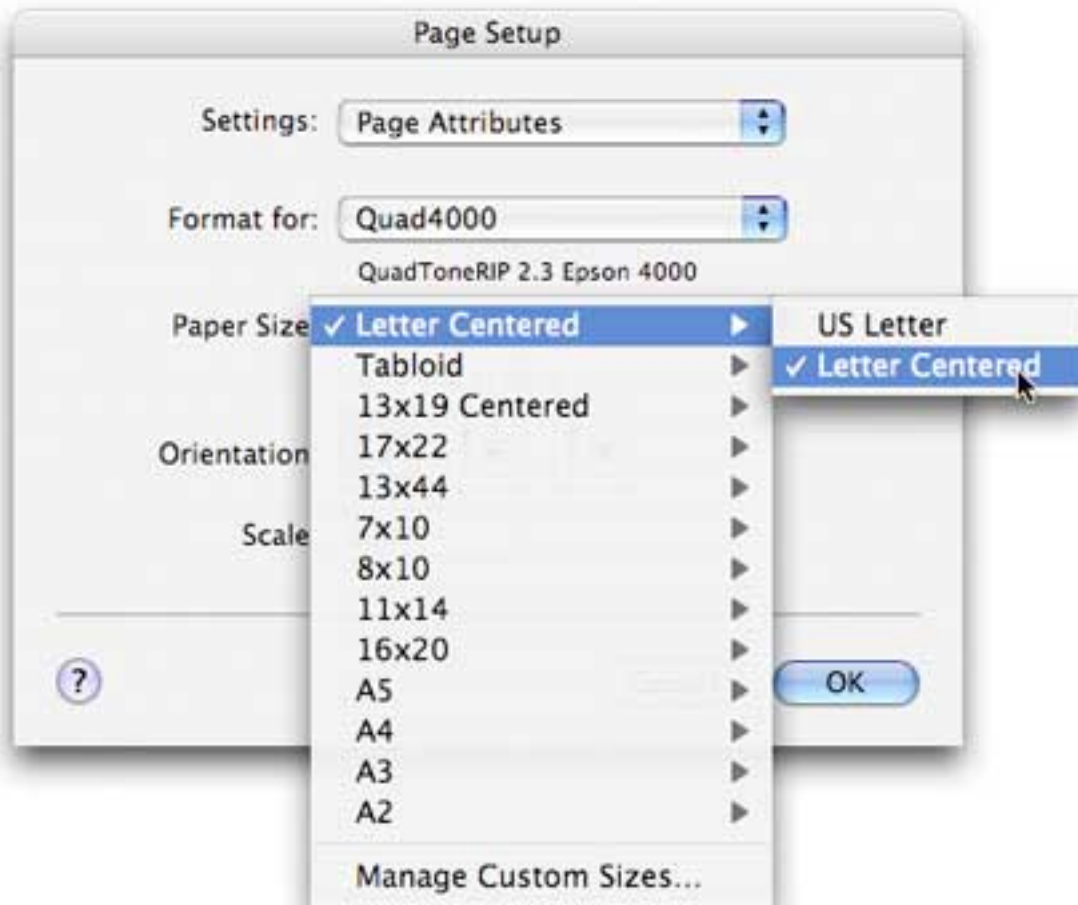 Page Setup
Settings: Page Attributes
Format for: Quad4000
QuadToneRIP 2.3 Epson 4000
Paper Size ✓ Letter Centered
US Letter
✓ Letter Centered
Tabloid
13x19 Centered
17x22
Orientation
13x44
7x10
Scale
8x10
11x14
16x20
? OK
A5
A4
A3
A2
Manage Custom Sizes...